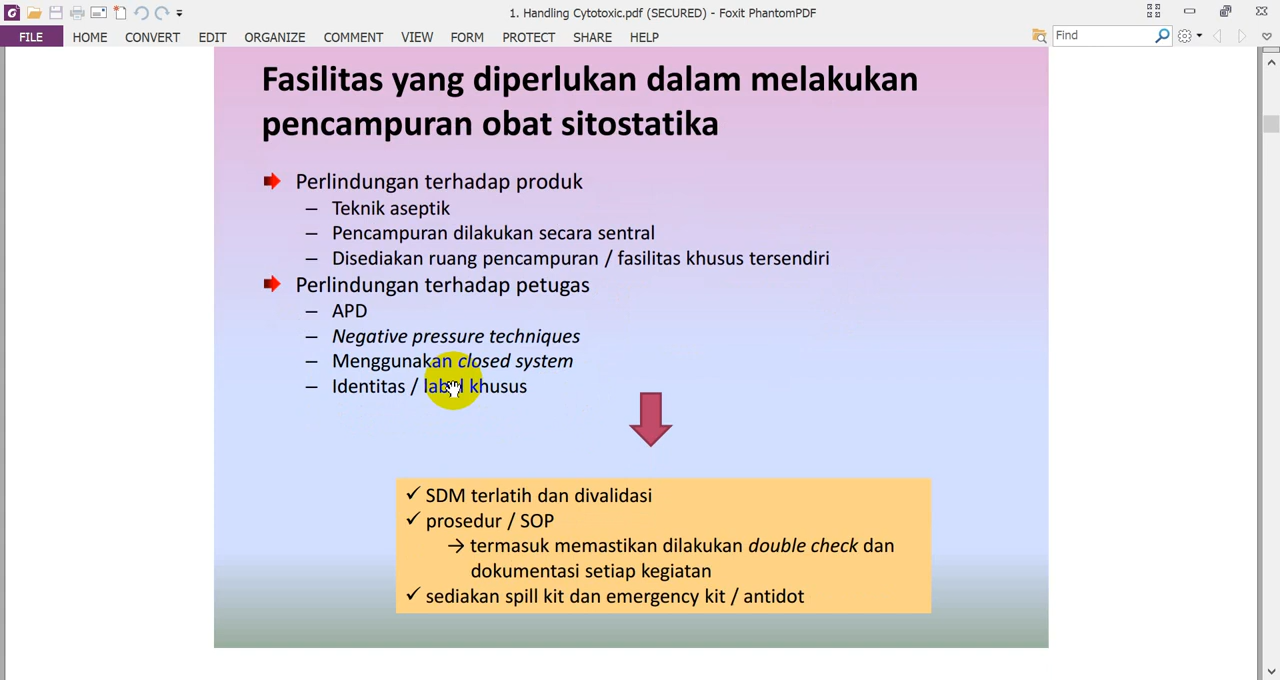 1. Handling Cytotoxic.pdf (SECURED) - Foxit PhantomPDF
FILE HOME CONVERT EDIT ORGANIZE COMMENT VIEW FORM PROTECT SHARE HELP Find
Fasilitas yang diperlukan dalam melakukan
pencampuran obat sitostatika
Perlindungan terhadap produk
– Teknik aseptik
– Pencampuran dilakukan secara sentral
– Disediakan ruang pencampuran / fasilitas khusus tersendiri
Perlindungan terhadap petugas
– APD
– Negative pressure techniques
– Menggunakan closed system
– Identitas / label khusus
✓ SDM terlatih dan divalidasi
✓ prosedur / SOP
→ termasuk memastikan dilakukan double check dan
dokumentasi setiap kegiatan
✓ sediakan spill kit dan emergency kit / antidot